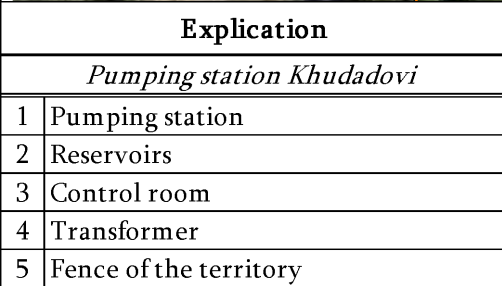 Explication
Pumping station Khudadovi
1 Pumping station
2 Reservoirs
3 Control room
4 Transformer
5 Fence of the territory